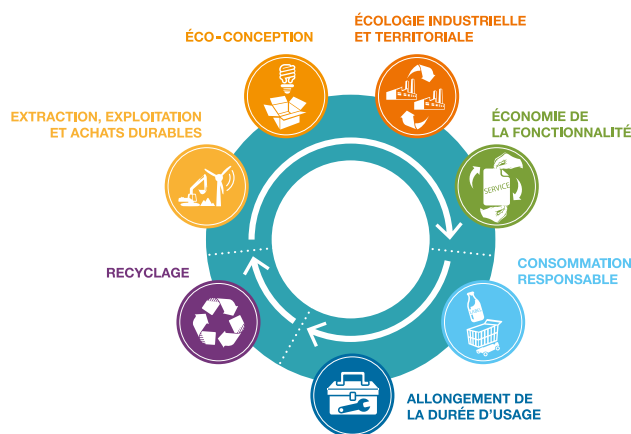 ÉCO-CONCEPTION
ÉCOLOGIE INDUSTRIELLE
ET TERRITORIALE
EXTRACTION, EXPLOITATION
ET ACHATS DURABLES
ÉCONOMIE DE
LA FONCTIONNALITÉ
SERVICE
RECYCLAGE
CONSOMMATION
RESPONSABLE
ALLONGEMENT DE
LA DURÉE D'USAGE